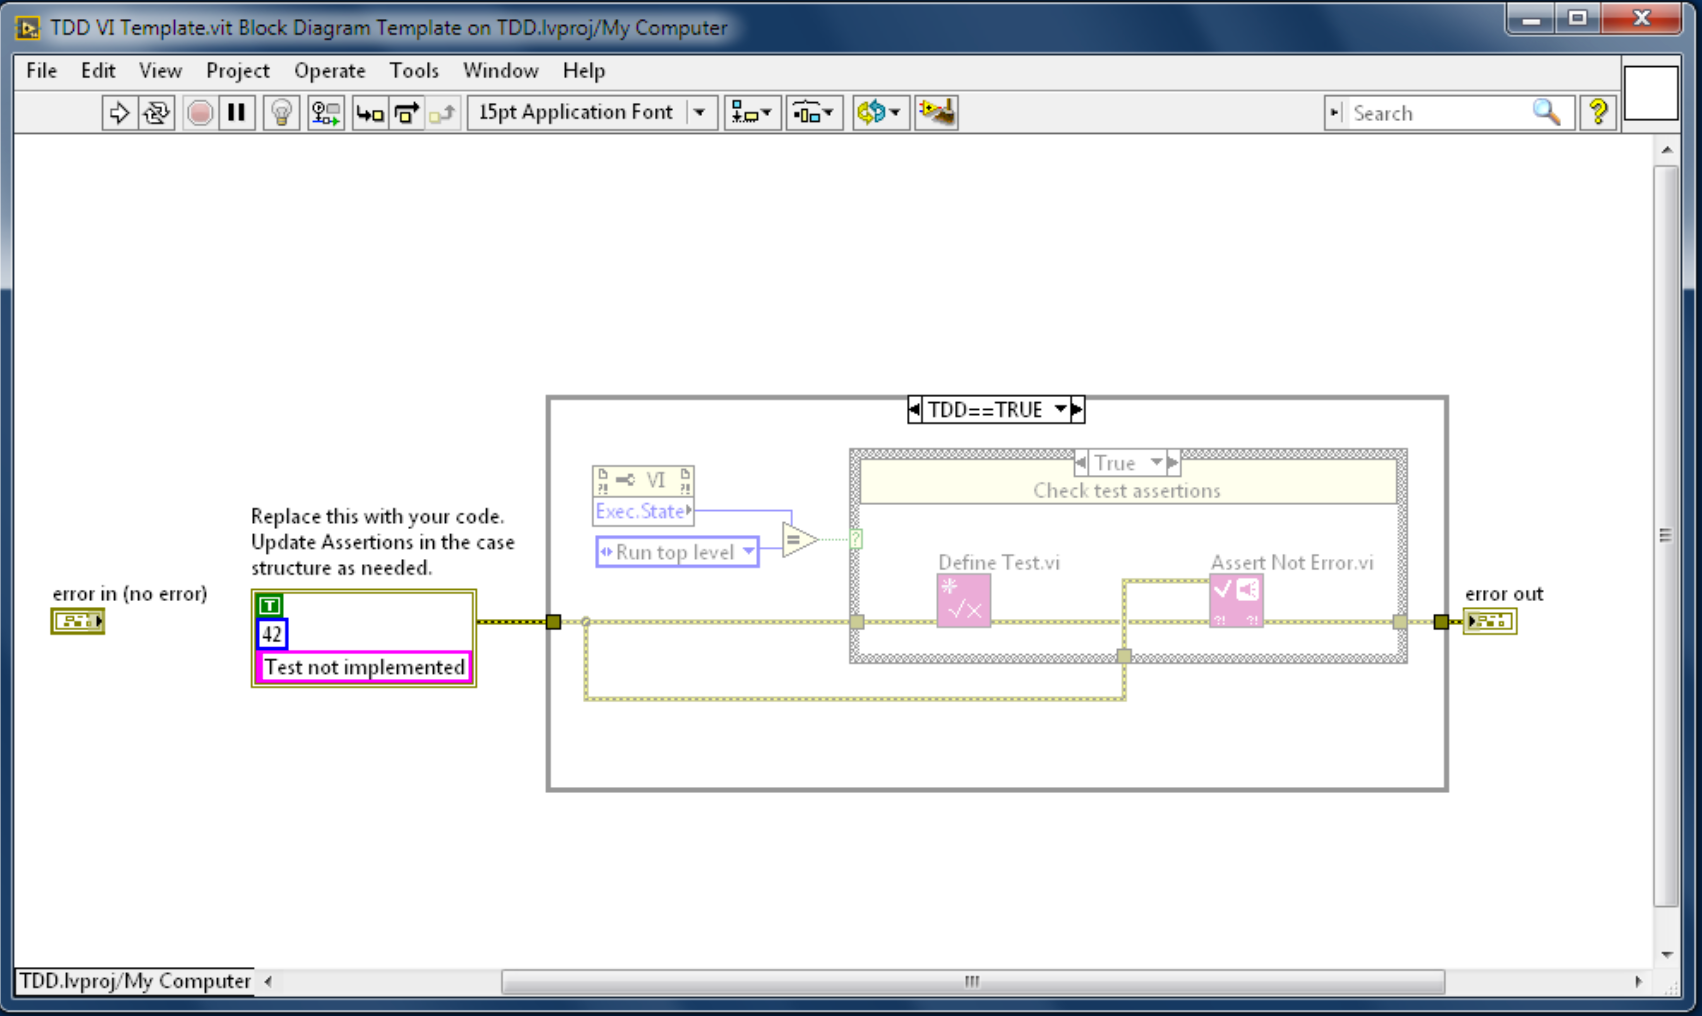 TDD VI Template.vit Block Diagram Template on TDD.lvproj/My Computer
File Edit View Project Operate Tools Window Help
15pt Application Font
Search
?
TDD==TRUE
True
Check test assertions
VI
Exec.State
=
Run top level
?
Define Test.vi
Assert Not Error.vi
Replace this with your code.
Update Assertions in the case
structure as needed.
error in (no error)
T
42
Test not implemented
error out
TDD.lvproj/My Computer